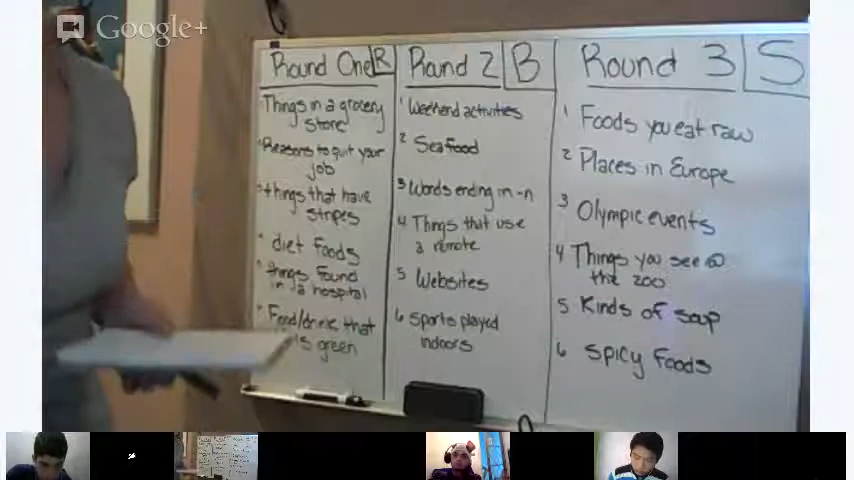 Google+
Round One R
Things in a grocery
store
Reasons to quit your
job
things that have
stripes
diet foods
things found
in a hospital
Food/drink that
is green
Round 2 B
1 Weekend activities
2 Seafood
3 Words ending in -n
4 Things that use
a remote
5 Websites
6 Sports played
indoors
Round 3 S
1 Foods you eat raw
2 Places in Europe
3 Olympic events
4 Things you see @
the zoo
5 Kinds of soup
6 spicy foods